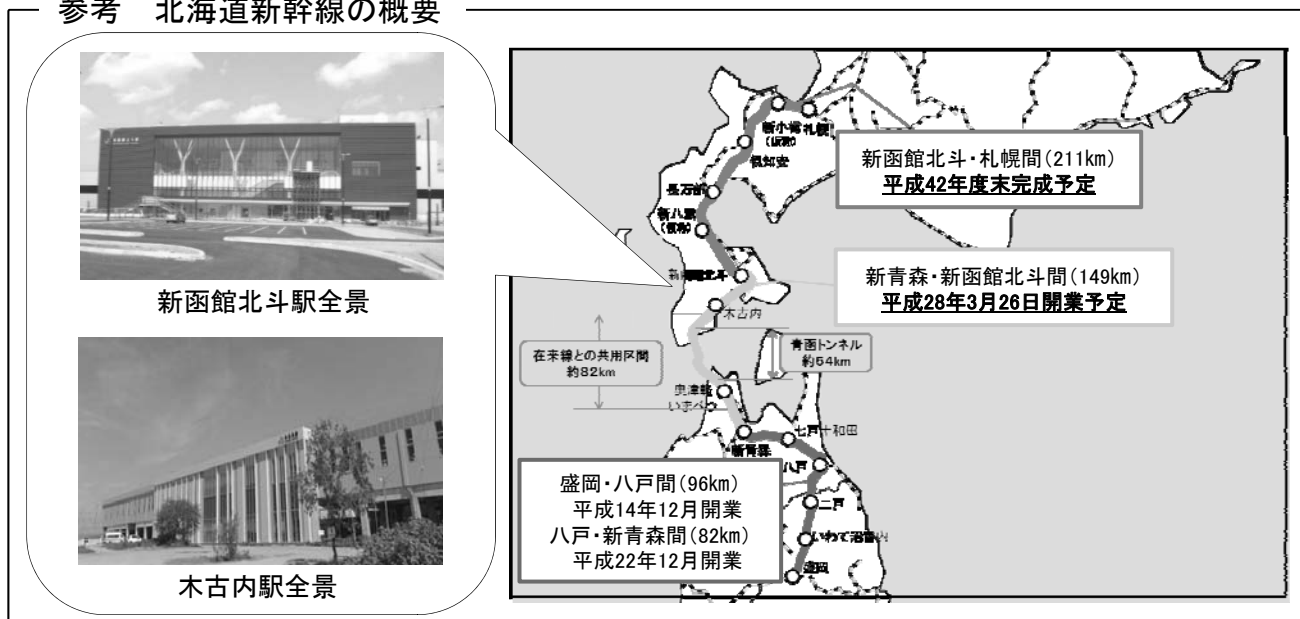 参考　北海道新幹線の概要
新函館北斗駅全景
木古内駅全景
新小樽
(仮称)
札幌
倶知安
長万部
新八雲
(仮称)
新函館北斗
木古内
新函館北斗・札幌間(211km)
平成42年度末完成予定
新青森・新函館北斗間(149km)
平成28年3月26日開業予定
在来線との共用区間
約82km
青函トンネル
約54km
奥津軽
いまべつ
新青森
七戸十和田
八戸
二戸
いわて沼宮内
盛岡
盛岡・八戸間(96km)
平成14年12月開業
八戸・新青森間(82km)
平成22年12月開業